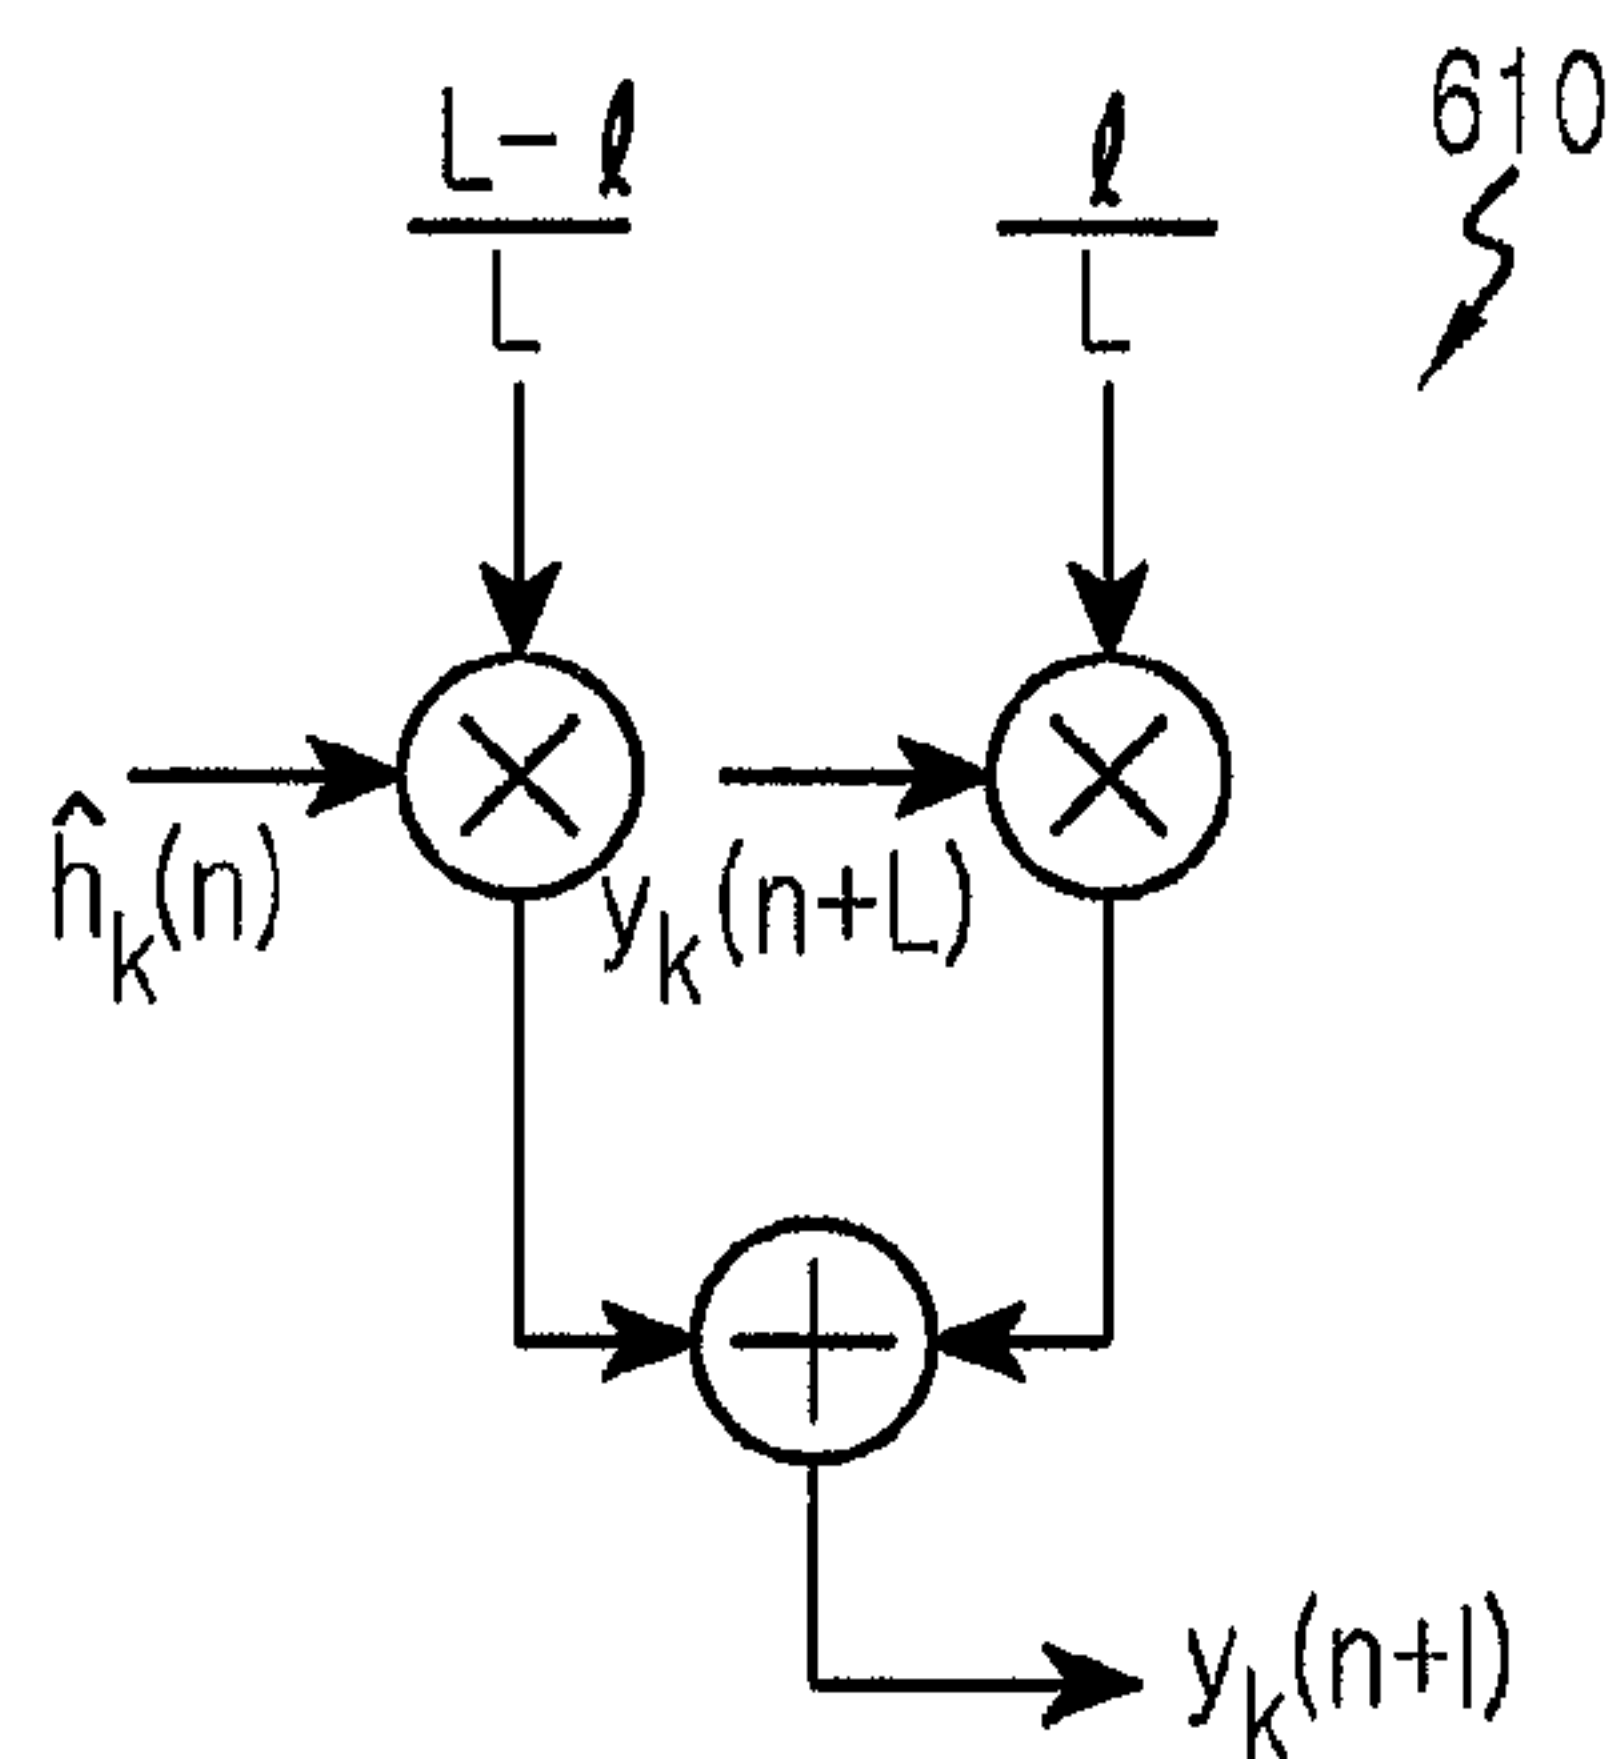 610
L-ℓ
L
ℓ
L
ĥk(n)
yk(n+L)
yk(n+l)